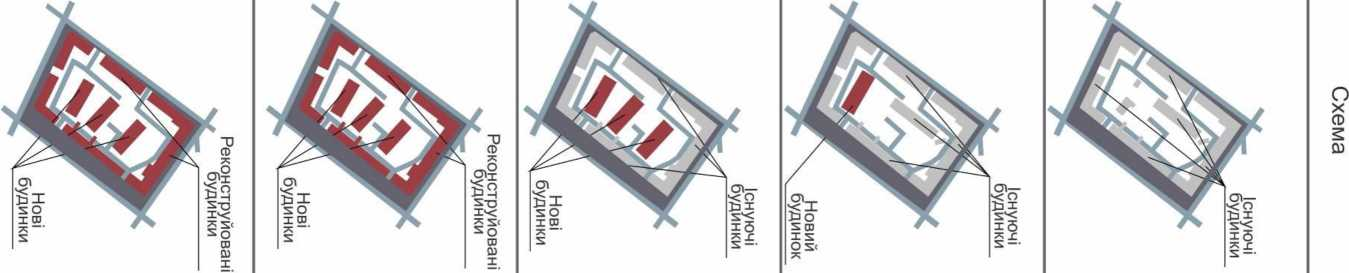 Схема
Існуючі
будинки
Існуючі
будинки
Новий
будинок
Існуючі
будинки
Нові
будинки
Реконструйовані
будинки
Нові
будинки
Реконструйовані
будинки
Нові
будинки